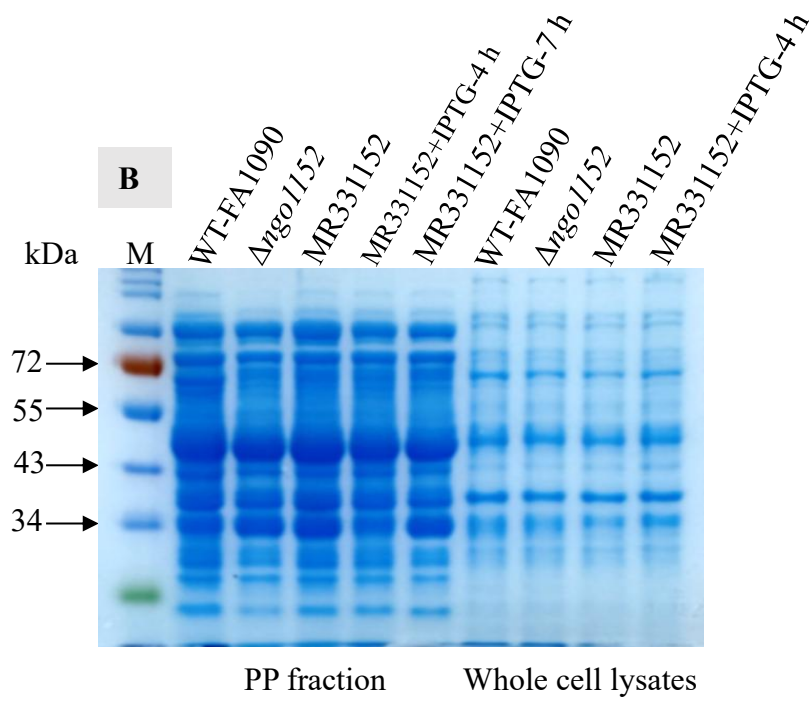 B
kDa M WT-FA1090 Δngo1152 MR331152 MR331152+IPTG-4 h MR331152+IPTG-7 h WT-FA1090 Δngo1152 MR331152 MR331152+IPTG-4 h
72
55
43
34
PP fraction Whole cell lysates